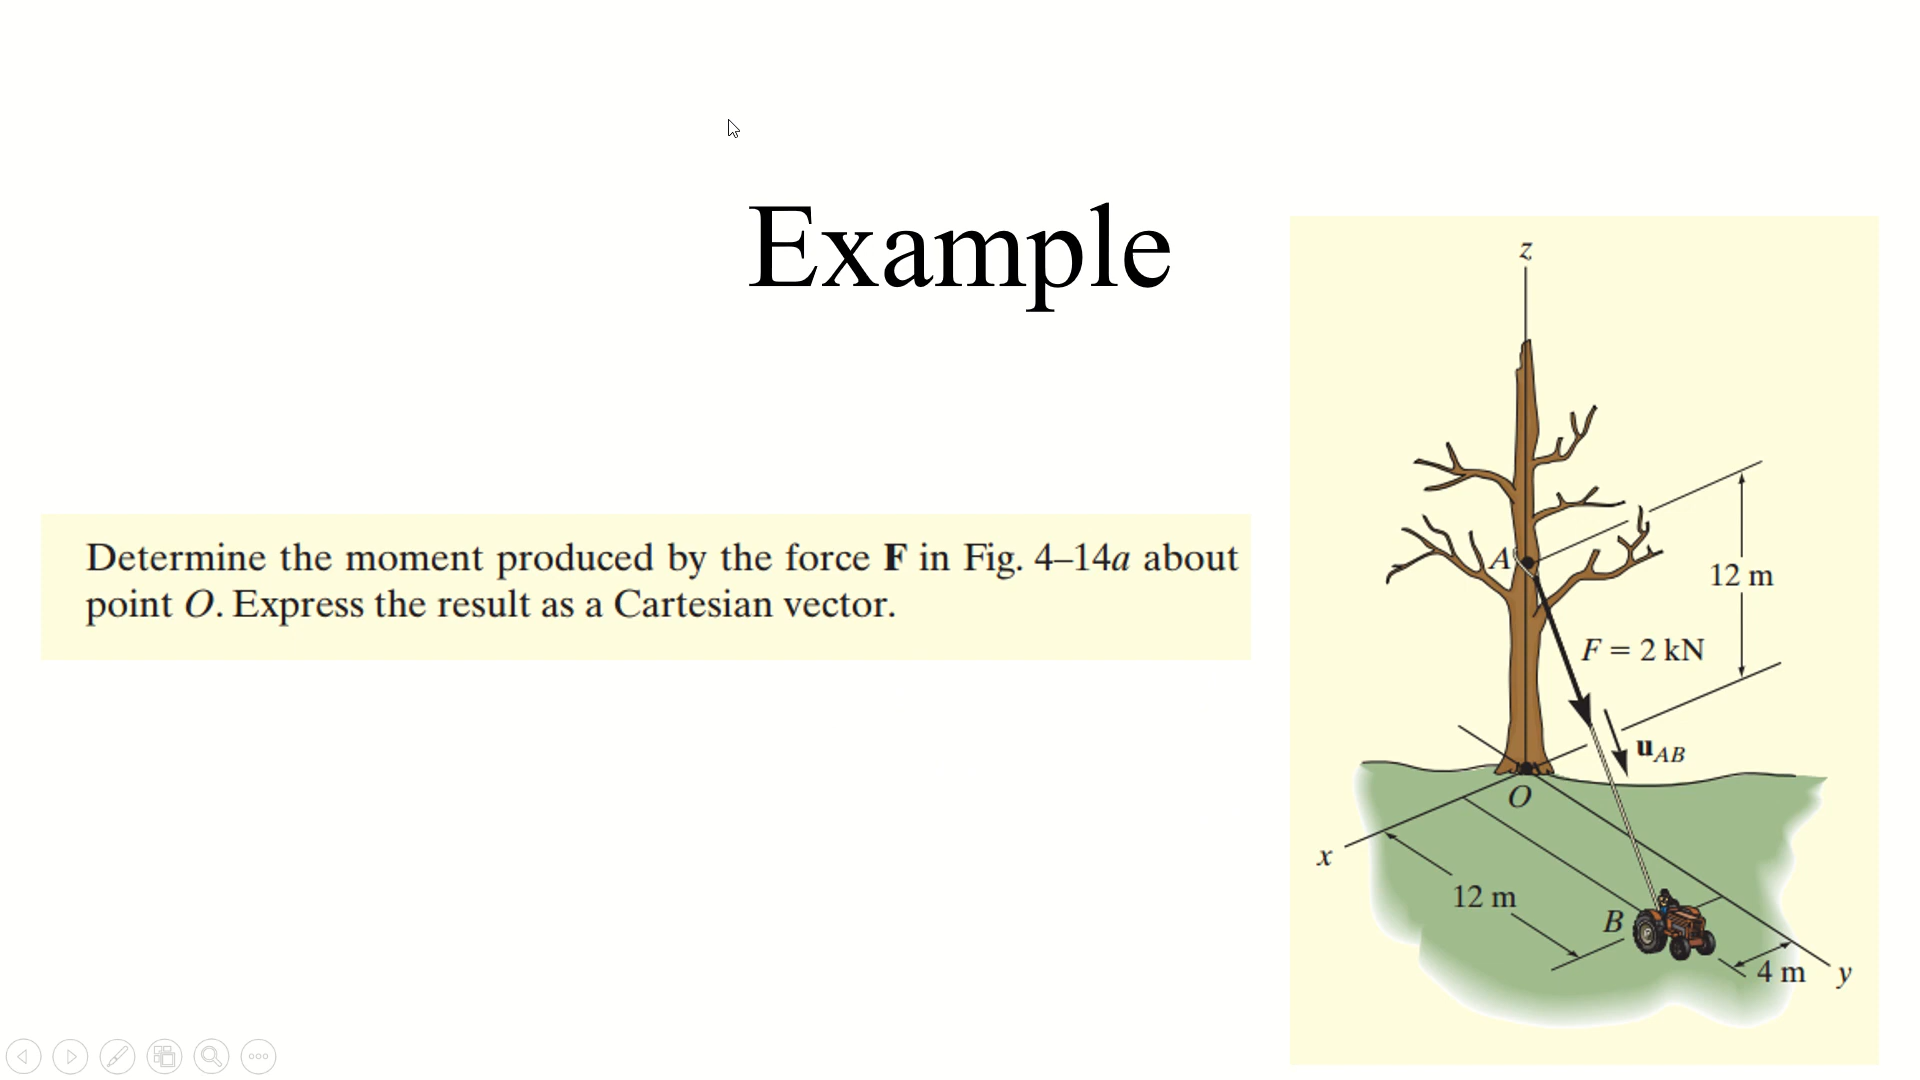 Example
Determine the moment produced by the force F in Fig. 4–14a about
point O. Express the result as a Cartesian vector.
z
A
12 m
F = 2 kN
uAB
O
x
12 m
B
4 m
y